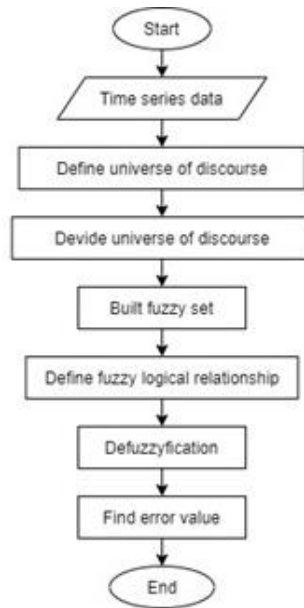 Start
Time series data
Define universe of discourse
Devide universe of discourse
Built fuzzy set
Define fuzzy logical relationship
Defuzzyfication
Find error value
End